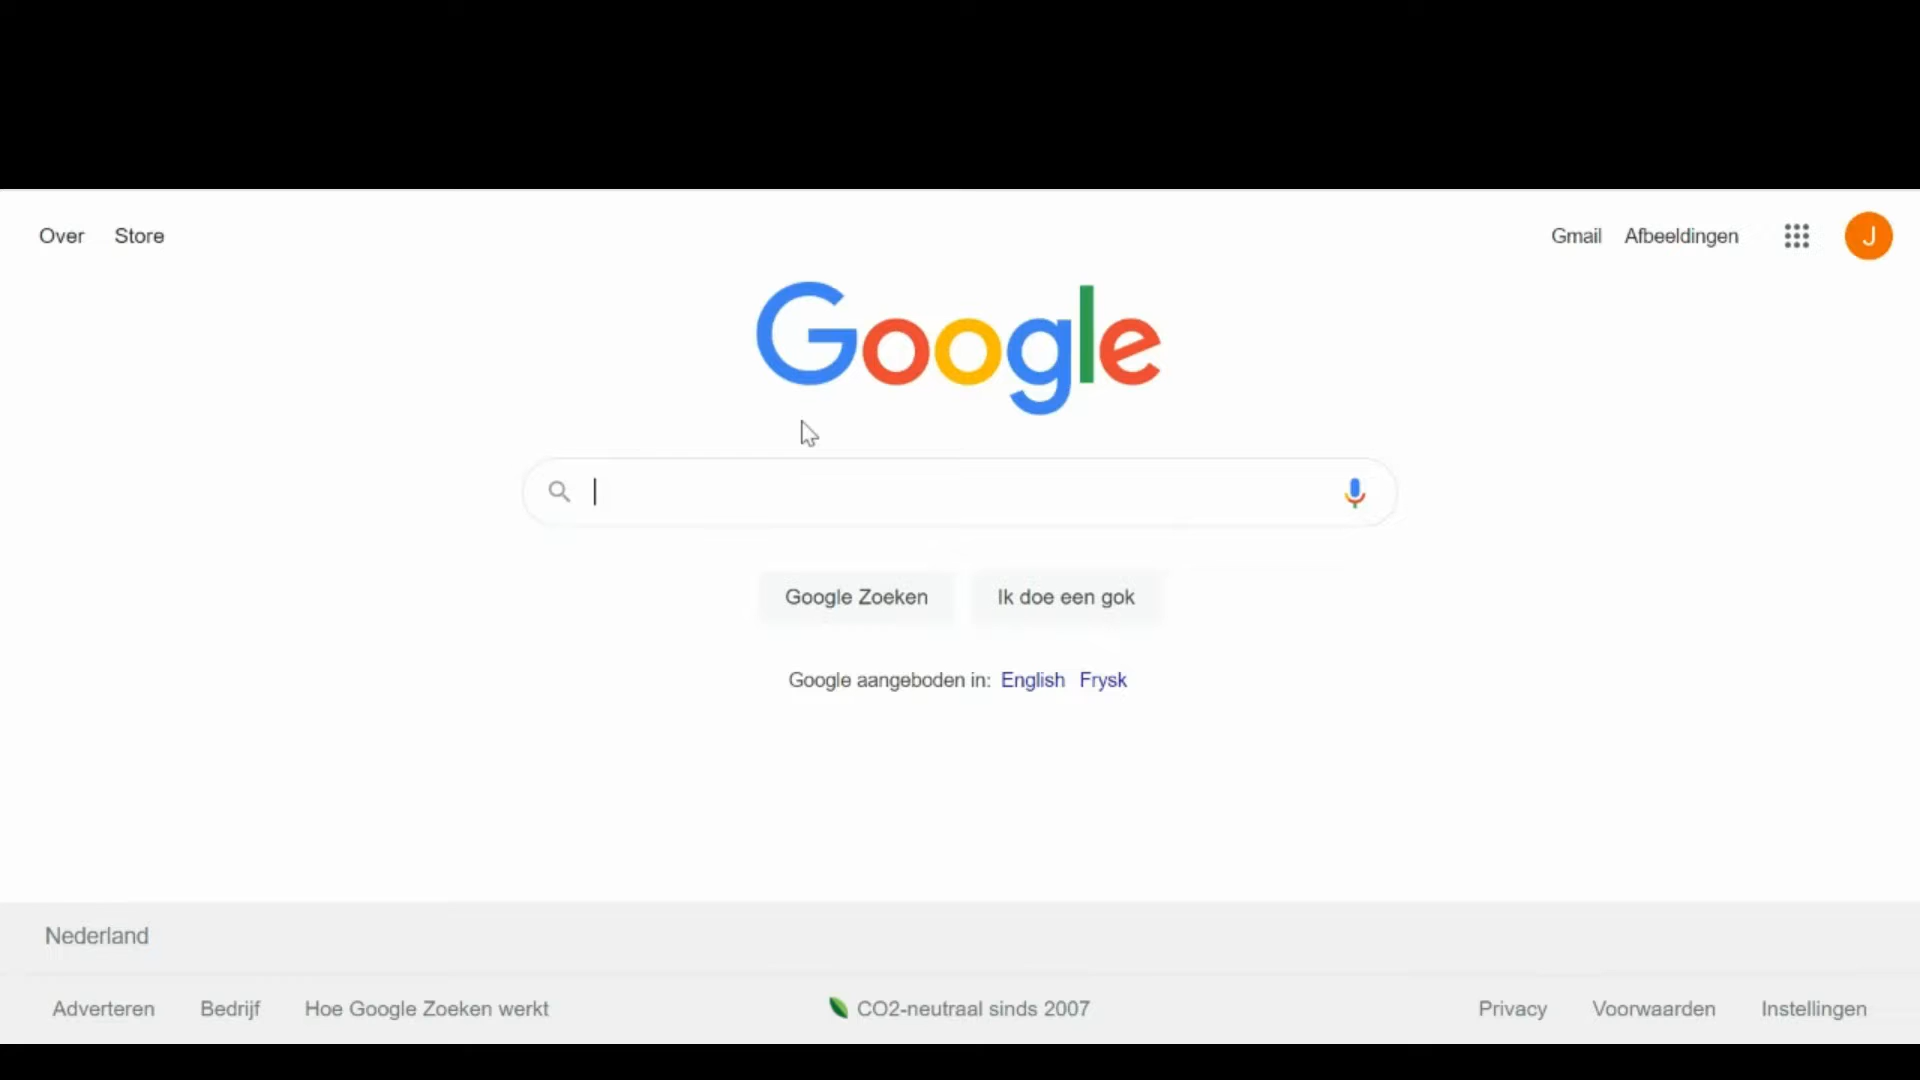 Over Store
Gmail Afbeeldingen
J
Google
Google Zoeken
Ik doe een gok
Google aangeboden in: English Frysk
Nederland
Adverteren Bedrijf Hoe Google Zoeken werkt
CO2-neutraal sinds 2007
Privacy Voorwaarden Instellingen